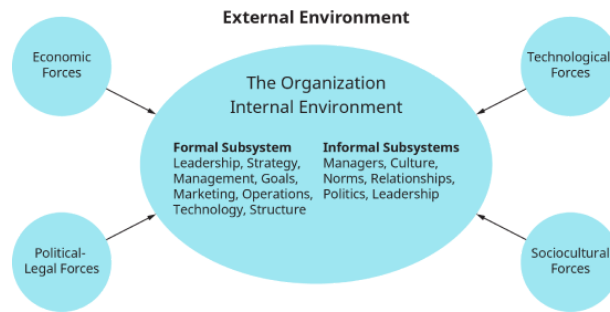 External Environment
Economic
Forces
Technological
Forces
The Organization
Internal Environment
Formal Subsystem
Leadership, Strategy,
Management, Goals,
Marketing, Operations,
Technology, Structure
Informal Subsystems
Managers, Culture,
Norms, Relationships,
Politics, Leadership
Political-
Legal Forces
Sociocultural
Forces